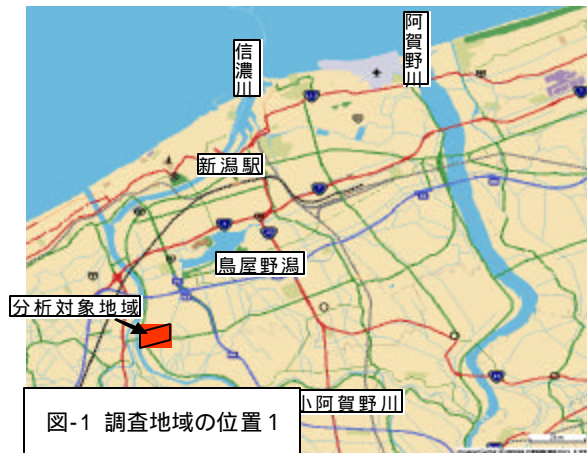 信濃川
阿賀野川
新潟駅
鳥屋野潟
分析対象地域
小阿賀野川
図-1 調査地域の位置1